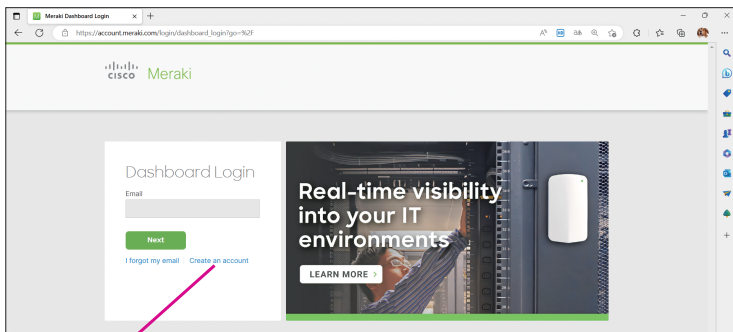 Meraki Dashboard Login
https://account.meraki.com/login/dashboard_login?go=%2F
cisco Meraki
Dashboard Login
Email
Next
I forgot my email Create an account
Real-time visibility
into your IT
environments
LEARN MORE >